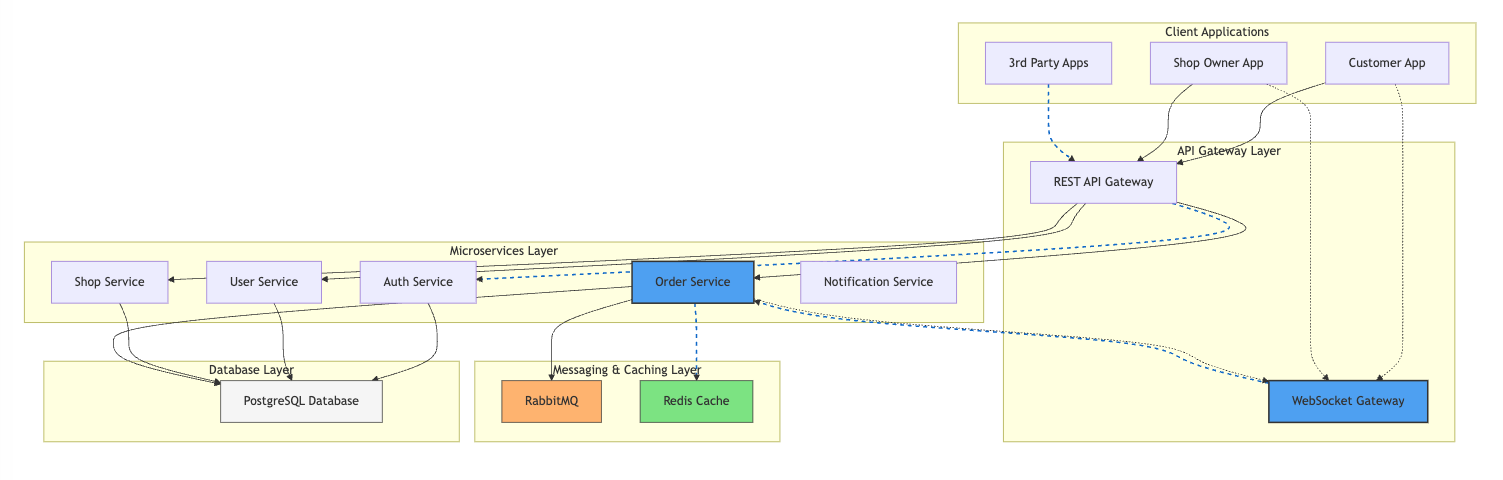 Client Applications
3rd Party Apps
Shop Owner App
Customer App
API Gateway Layer
REST API Gateway
Microservices Layer
Shop Service
User Service
Auth Service
Order Service
Notification Service
Database Layer
PostgreSQL Database
Messaging & Caching Layer
RabbitMQ
Redis Cache
WebSocket Gateway